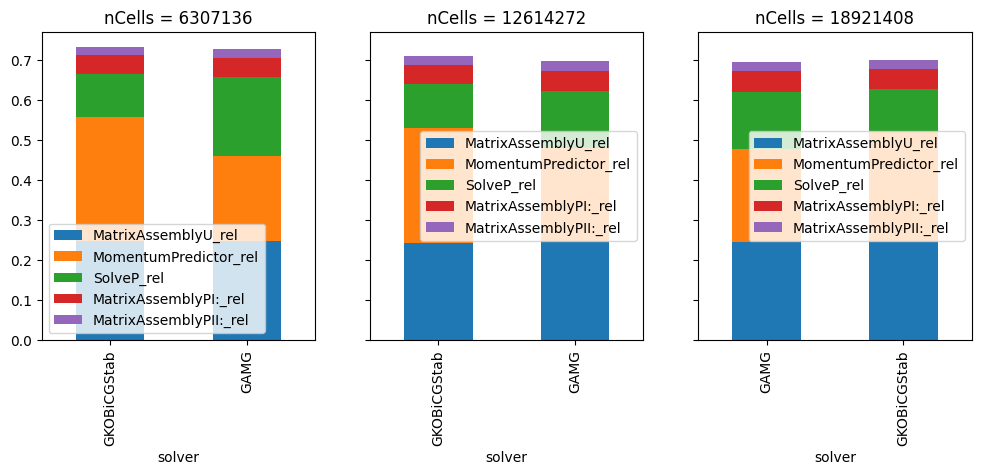 nCells = 6307136
nCells = 12614272
nCells = 18921408
0.7
0.6
0.5
0.4
0.3
0.2
0.1
0.0
MatrixAssemblyU_rel
MomentumPredictor_rel
SolveP_rel
MatrixAssemblyPI:_rel
MatrixAssemblyPII:_rel
MatrixAssemblyU_rel
MomentumPredictor_rel
SolveP_rel
MatrixAssemblyPI:_rel
MatrixAssemblyPII:_rel
MatrixAssemblyU_rel
MomentumPredictor_rel
SolveP_rel
MatrixAssemblyPI:_rel
MatrixAssemblyPII:_rel
GKOBiCGStab
GAMG
GKOBiCGStab
GAMG
GAMG
GKOBiCGStab
solver
solver
solver